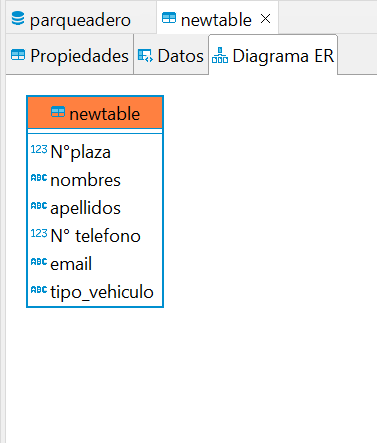 parqueadero newtable
Propiedades Datos Diagrama ER
newtable
123 N°plaza
ABC nombres
ABC apellidos
123 N° telefono
ABC email
ABC tipo_vehiculo